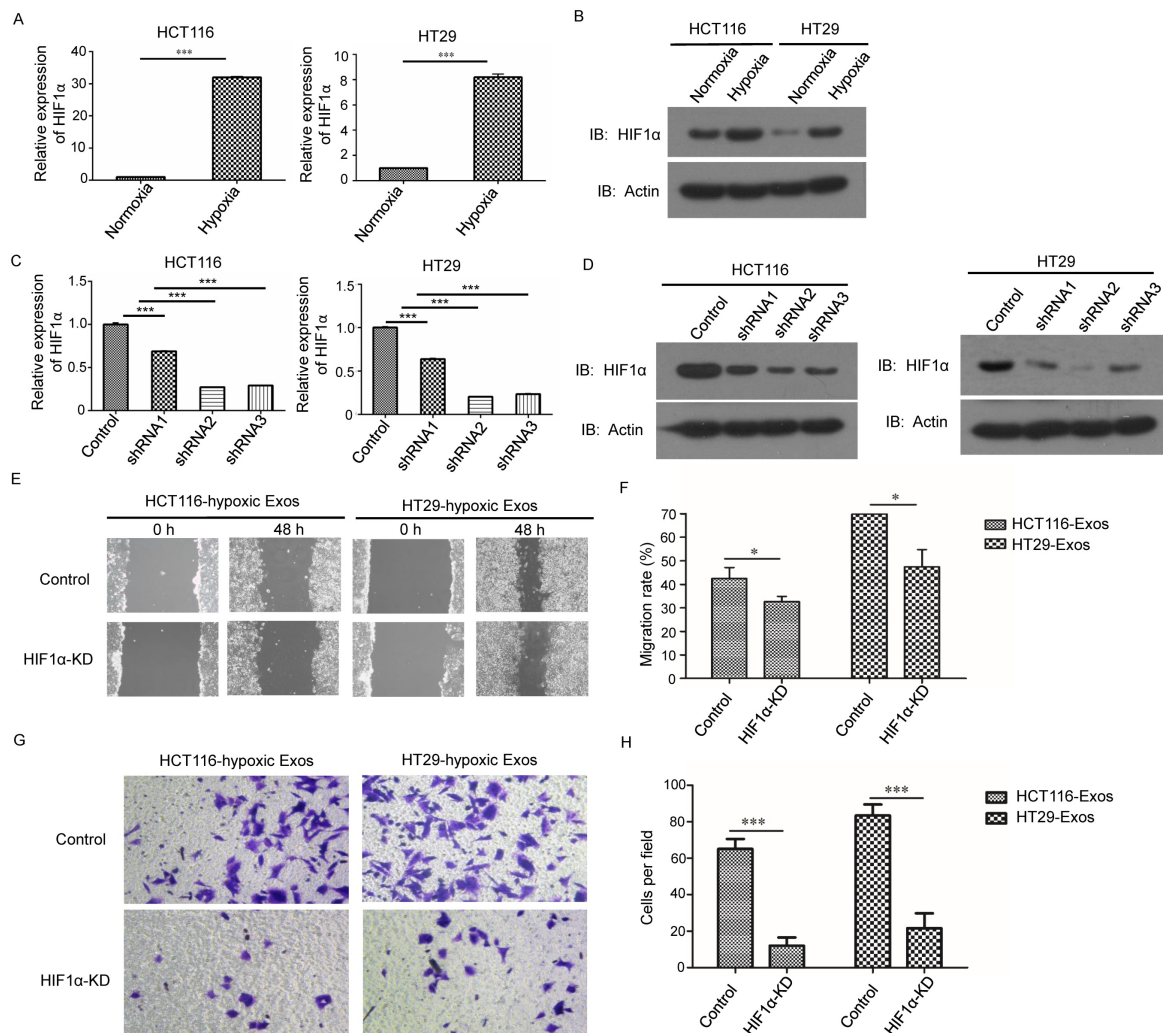 A
HCT116
Relative expression
of HIF1α
40
30
20
10
0
***
Normoxia
Hypoxia
HT29
Relative expression
of HIF1α
10
8
6
4
2
0
***
Normoxia
Hypoxia
B
HCT116
HT29
Normoxia
Hypoxia
Normoxia
Hypoxia
IB: HIF1α
IB: Actin
C
HCT116
Relative expression
of HIF1α
1.5
1.0
0.5
0
***
***
***
Control
shRNA1
shRNA2
shRNA3
HT29
Relative expression
of HIF1α
1.5
1.0
0.5
0
***
***
***
Control
shRNA1
shRNA2
shRNA3
D
HCT116
Control
shRNA1
shRNA2
shRNA3
IB: HIF1α
IB: Actin
HT29
Control
shRNA1
shRNA2
shRNA3
IB: HIF1α
IB: Actin
E
HCT116-hypoxic Exos
HT29-hypoxic Exos
0 h
48 h
0 h
48 h
Control
HIF1α-KD
F
Migration rate (%)
70
60
50
40
30
20
10
0
*
*
Control
HIF1α-KD
Control
HIF1α-KD
HCT116-Exos
HT29-Exos
G
HCT116-hypoxic Exos
HT29-hypoxic Exos
Control
HIF1α-KD
H
Cells per field
100
80
60
40
20
0
***
***
Control
HIF1α-KD
Control
HIF1α-KD
HCT116-Exos
HT29-Exos